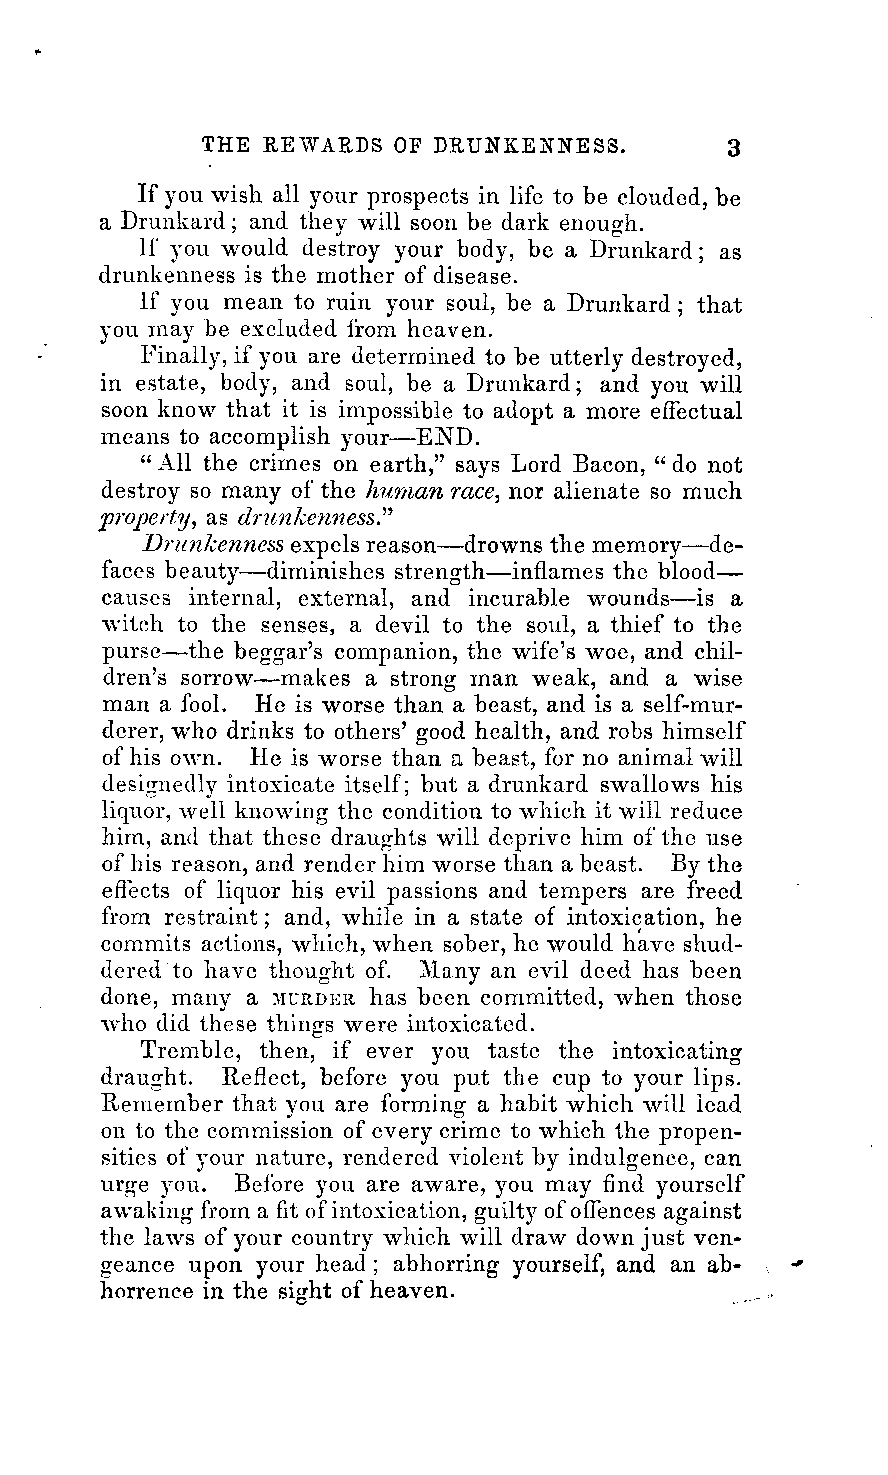 THE REWARDS OF DRUNKENNESS. 3
If you wish all your prospects in life to be clouded, be
a Drunkard; and they will soon be dark enough.
If you would destroy your body, be a Drunkard; as
drunkenness is the mother of disease.
If you mean to ruin your soul, be a Drunkard; that
you may be excluded from heaven.
Finally, if you are determined to be utterly destroyed,
in estate, body, and soul, be a Drunkard; and you will
soon know that it is impossible to adopt a more effectual
means to accomplish your—END.
“All the crimes on earth,” says Lord Bacon, “do not
destroy so many of the human race, nor alienate so much
property, as drunkenness.”
Drunkenness expels reason—drowns the memory—de-
faces beauty—diminishes strength—inflames the blood—
causes internal, external, and incurable wounds—is a
witch to the senses, a devil to the soul, a thief to the
purse—the beggar's companion, the wife's woe, and chil-
dren's sorrow—makes a strong man weak, and a wise
man a fool. He is worse than a beast, and is a self-mur-
derer, who drinks to others' good health, and robs himself
of his own. He is worse than a beast, for no animal will
designedly intoxicate itself; but a drunkard swallows his
liquor, well knowing the condition to which it will reduce
him, and that these draughts will deprive him of the use
of his reason, and render him worse than a beast. By the
effects of liquor his evil passions and tempers are freed
from restraint; and, while in a state of intoxication, he
commits actions, which, when sober, he would have shud-
dered to have thought of. Many an evil deed has been
done, many a MURDER has been committed, when those
who did these things were intoxicated.
Tremble, then, if ever you taste the intoxicating
draught. Reflect, before you put the cup to your lips.
Remember that you are forming a habit which will lead
on to the commission of every crime to which the propen-
sities of your nature, rendered violent by indulgence, can
urge you. Before you are aware, you may find yourself
awaking from a fit of intoxication, guilty of offences against
the laws of your country which will draw down just ven-
geance upon your head; abhorring yourself, and an ab-
horrence in the sight of heaven.